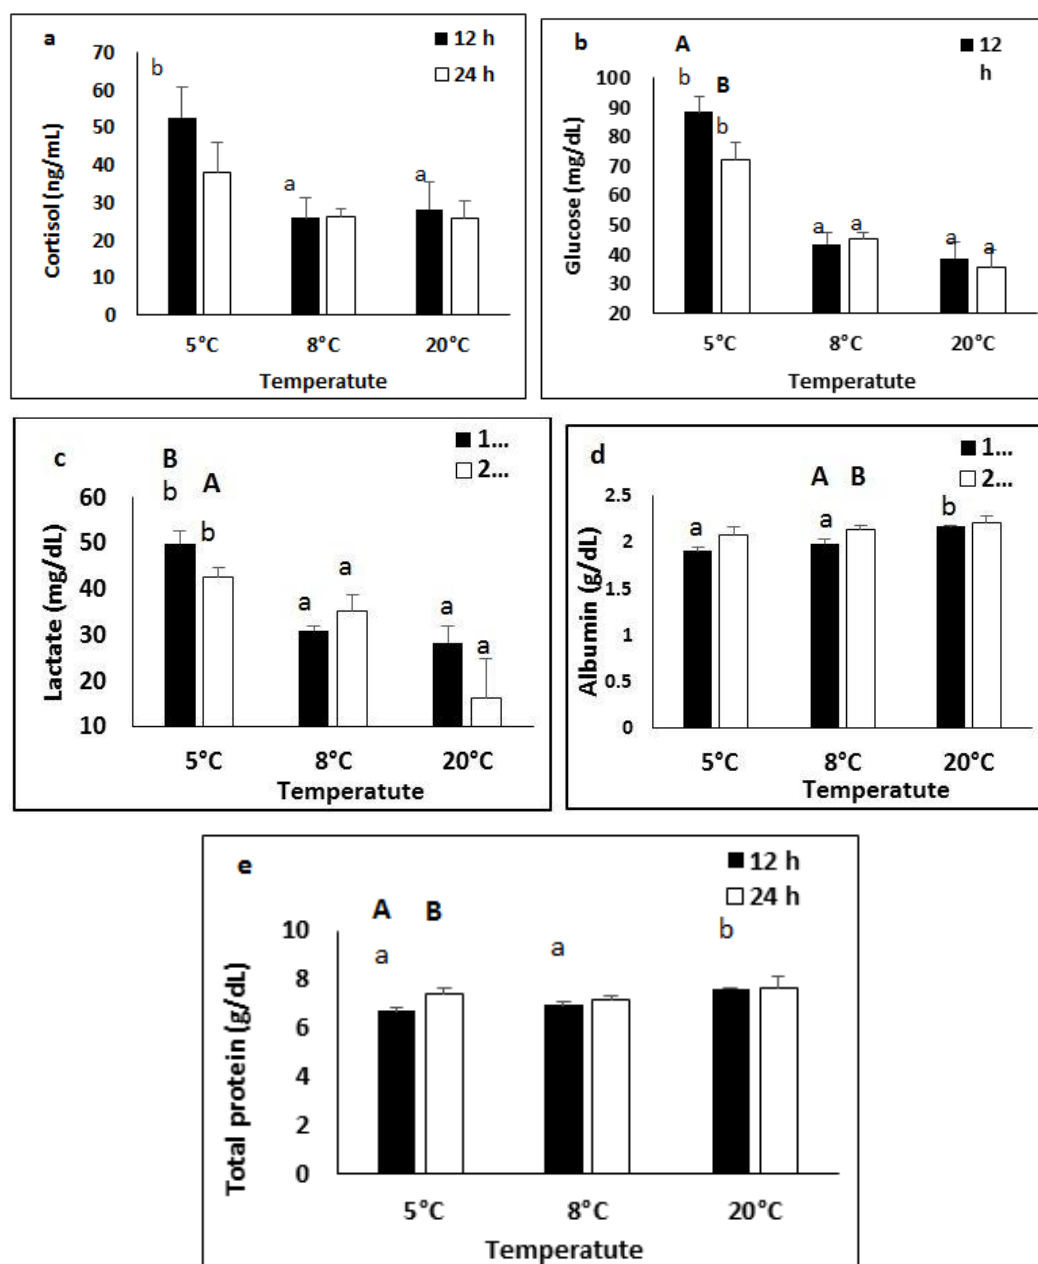 a
12 h
24 h
70
60
50
40
30
20
10
0
b
a
a
Cortisol (ng/mL)
5°C
8°C
20°C
Temperatute
b
12
h
A
b
B
b
100
90
80
70
60
50
40
30
20
a
a
a
a
Glucose (mg/dL)
5°C
8°C
20°C
Temperatute
c
1...
2...
B
b
A
b
60
50
40
30
20
10
a
a
a
a
Lactate (mg/dL)
5°C
8°C
20°C
Temperatute
d
1...
2...
A
B
2.5
2
1.5
1
0.5
0
a
a
b
Albumin (g/dL)
5°C
8°C
20°C
Temperatute
e
12 h
24 h
A
B
10
8
6
4
2
0
a
a
b
Total protein (g/dL)
5°C
8°C
20°C
Temperatute